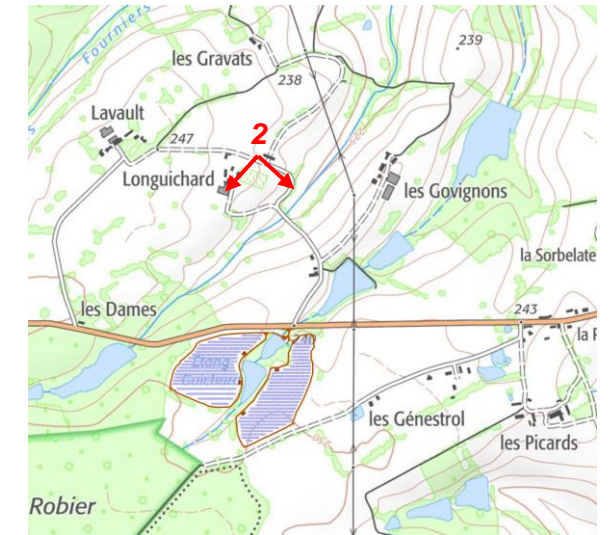 Fourniers
les Gravats
239
238
Lavault
2
247
Longuichard
les Govignons
la Sorbelate
les Dames
243
la P
Étang
les Génestrol
les Picards
Robier